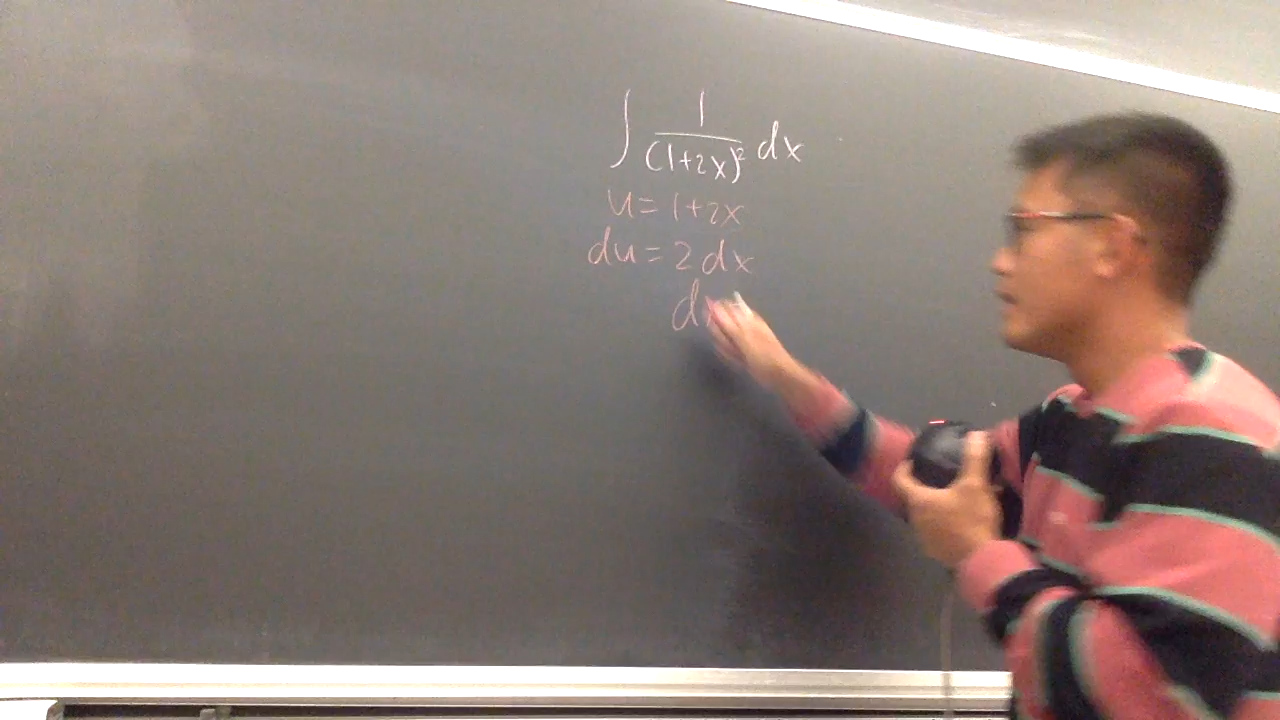 ∫ 1/(1+2x)² dx
u = 1+2x
du = 2 dx
dx